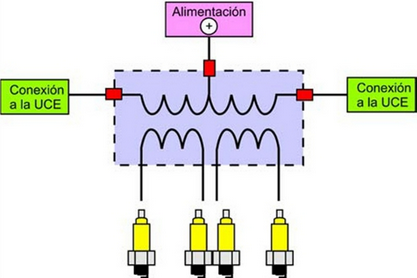 Alimentación
+
Conexión
a la UCE
Conexión
a la UCE